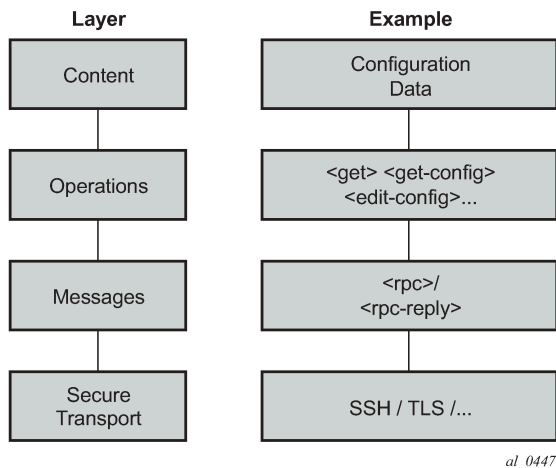 Layer
Example
Content
Configuration
Data
Operations
<get> <get-config>
<edit-config>...
Messages
<rpc>/
<rpc-reply>
Secure
Transport
SSH / TLS /...
al_0447